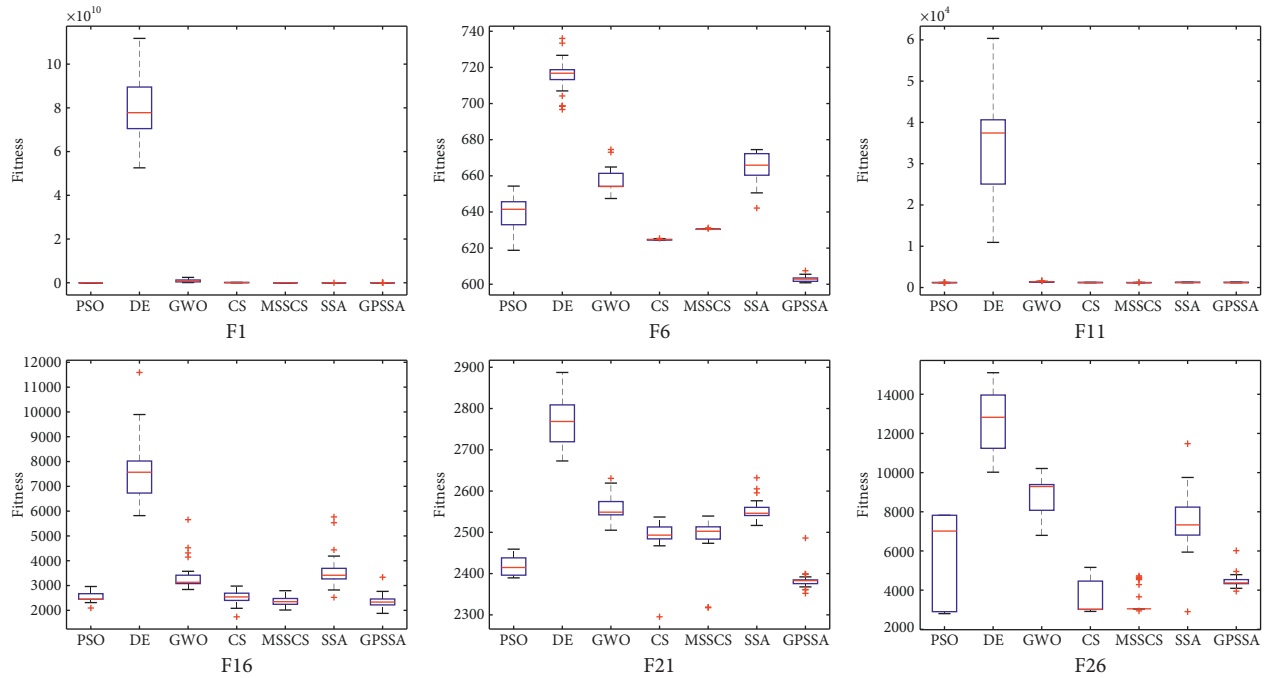 ×10^10
10
8
6
4
2
0
Fitness
PSO DE GWO CS MSSCS SSA GPSSA
F1
740
720
700
680
660
640
620
600
Fitness
PSO DE GWO CS MSSCS SSA GPSSA
F6
×10^4
6
5
4
3
2
1
0
Fitness
PSO DE GWO CS MSSCS SSA GPSSA
F11
12000
11000
10000
9000
8000
7000
6000
5000
4000
3000
2000
Fitness
PSO DE GWO CS MSSCS SSA GPSSA
F16
2900
2800
2700
2600
2500
2400
2300
Fitness
PSO DE GWO CS MSSCS SSA GPSSA
F21
14000
12000
10000
8000
6000
4000
2000
Fitness
PSO DE GWO CS MSSCS SSA GPSSA
F26